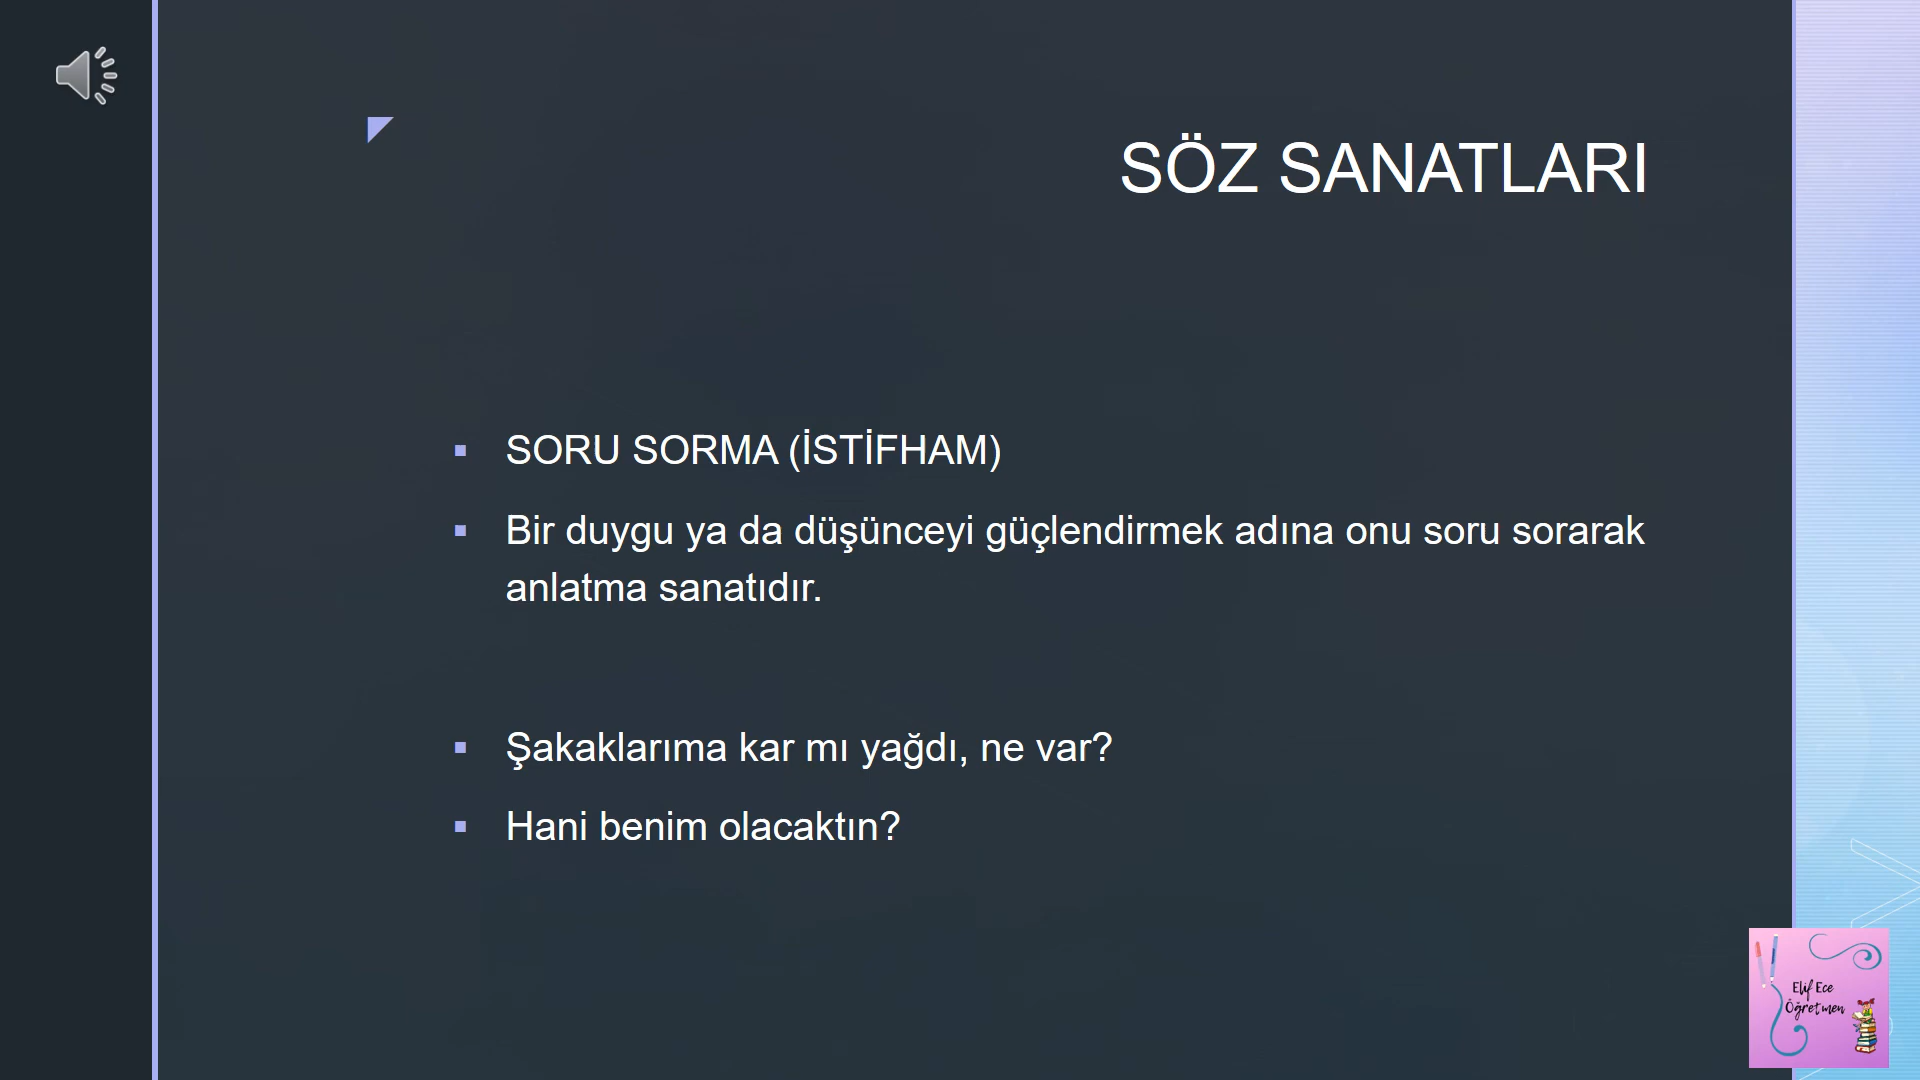 SÖZ SANATLARI
▪ SORU SORMA (İSTİFHAM)
▪ Bir duygu ya da düşünceyi güçlendirmek adına onu soru sorarak
anlatma sanatıdır.
▪ Şakaklarıma kar mı yağdı, ne var?
▪ Hani benim olacaktın?
Elif Ece
Öğretmen